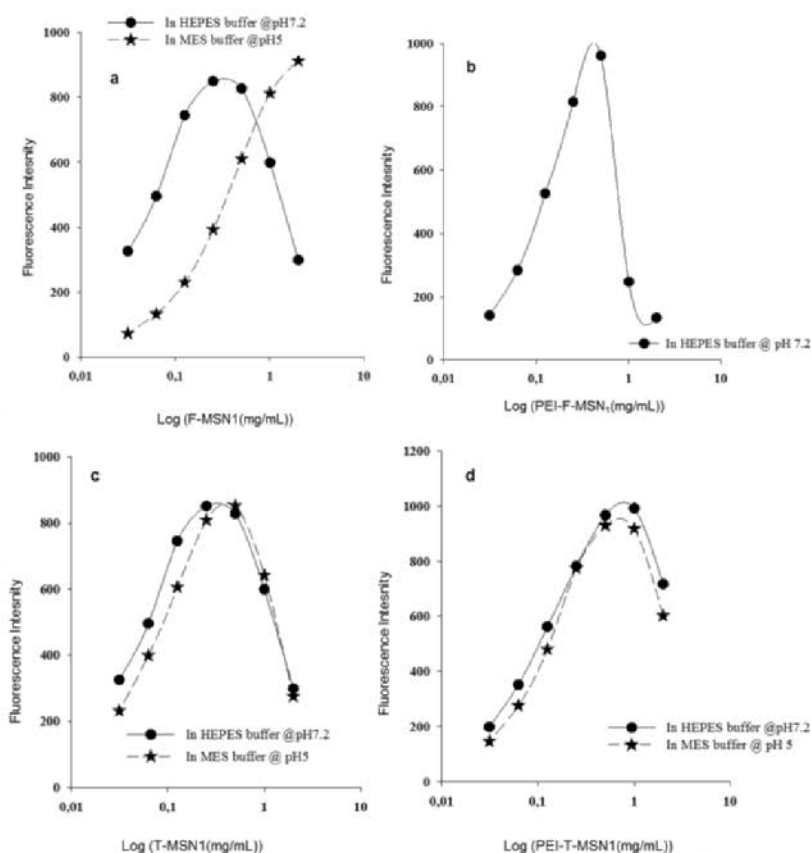 In HEPES buffer @pH7.2
In MES buffer @pH5
a
Fluorescence Intesnity
1000
800
600
400
200
0
0,01 0,1 1 10
Log (F-MSN1(mg/mL))
b
Fluorescence Intesnity
1000
800
600
400
200
0
In HEPES buffer @ pH 7.2
0,01 0,1 1 10
Log (PEI-F-MSN₁(mg/mL))
c
Fluorescence Intesnity
1000
800
600
400
200
0
In HEPES buffer @pH7.2
In MES buffer @ pH5
0,01 0,1 1 10
Log (T-MSN1(mg/mL))
d
Fluorescence Intesnity
1200
1000
800
600
400
200
0
In HEPES buffer @pH7.2
In MES buffer @ pH 5
0,01 0,1 1 10
Log (PEI-T-MSN1(mg/mL))